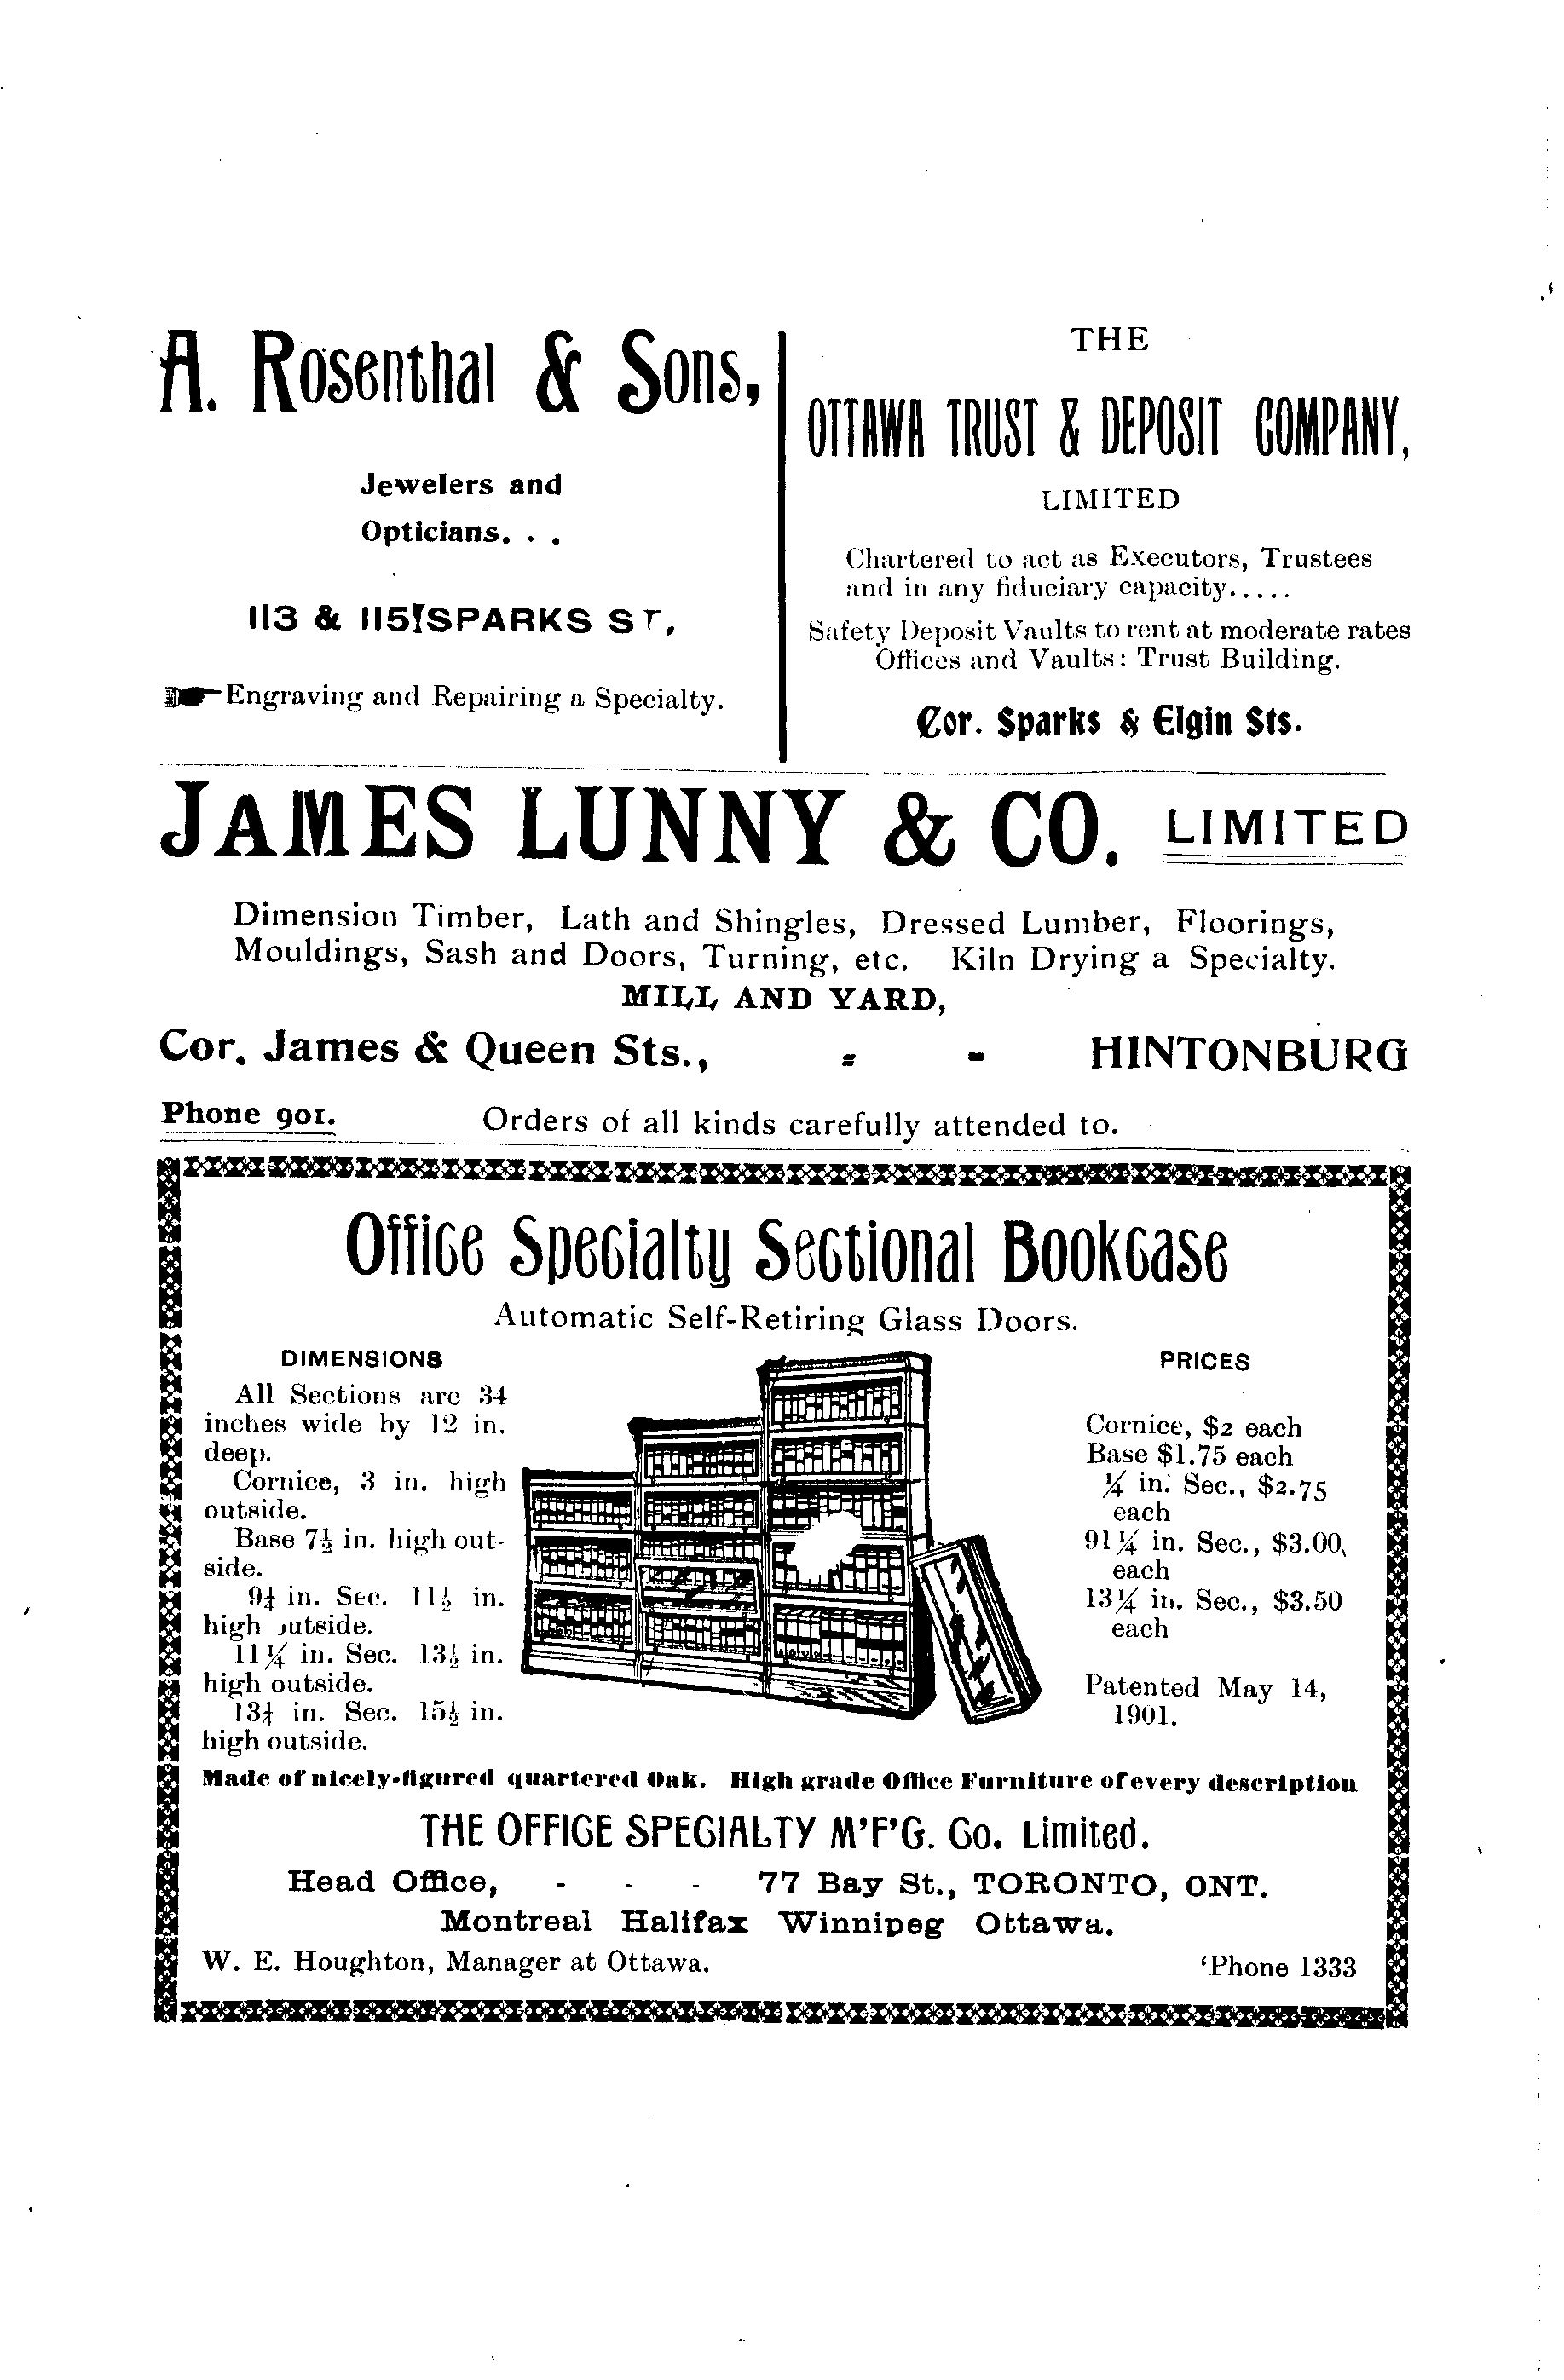 A. Rosenthal & Sons,
Jewelers and
Opticians. . .
113 & 115 SPARKS ST,
Engraving and Repairing a Specialty.
THE
OTTAWA TRUST & DEPOSIT COMPANY,
LIMITED
Chartered to act as Executors, Trustees
and in any fiduciary capacity.....
Safety Deposit Vaults to rent at moderate rates
Offices and Vaults: Trust Building.
Cor. Sparks & Elgin Sts.
JAMES LUNNY & CO. LIMITED
Dimension Timber, Lath and Shingles, Dressed Lumber, Floorings,
Mouldings, Sash and Doors, Turning, etc. Kiln Drying a Specialty.
MILL AND YARD,
Cor. James & Queen Sts., - - HINTONBURG
Phone 901. Orders of all kinds carefully attended to.
Office Specialty Sectional Bookcase
Automatic Self-Retiring Glass Doors.
DIMENSIONS
All Sections are 34
inches wide by 12 in.
deep.
Cornice, 3 in. high
outside.
Base 7½ in. high out-
side.
9¼ in. Sec. 11½ in.
high outside.
11¼ in. Sec. 13½ in.
high outside.
13¼ in. Sec. 15½ in.
high outside.
PRICES
Cornice, $2 each
Base $1.75 each
¼ in. Sec., $2.75
each
91¼ in. Sec., $3.00,
each
13¼ in. Sec., $3.50
each
Patented May 14,
1901.
Made of nicely-figured quartered Oak. High grade Office Furniture of every description
THE OFFICE SPECIALTY M'F'G. Co. Limited.
Head Office, - - - 77 Bay St., TORONTO, ONT.
Montreal Halifax Winnipeg Ottawa.
W. E. Houghton, Manager at Ottawa. 'Phone 1333